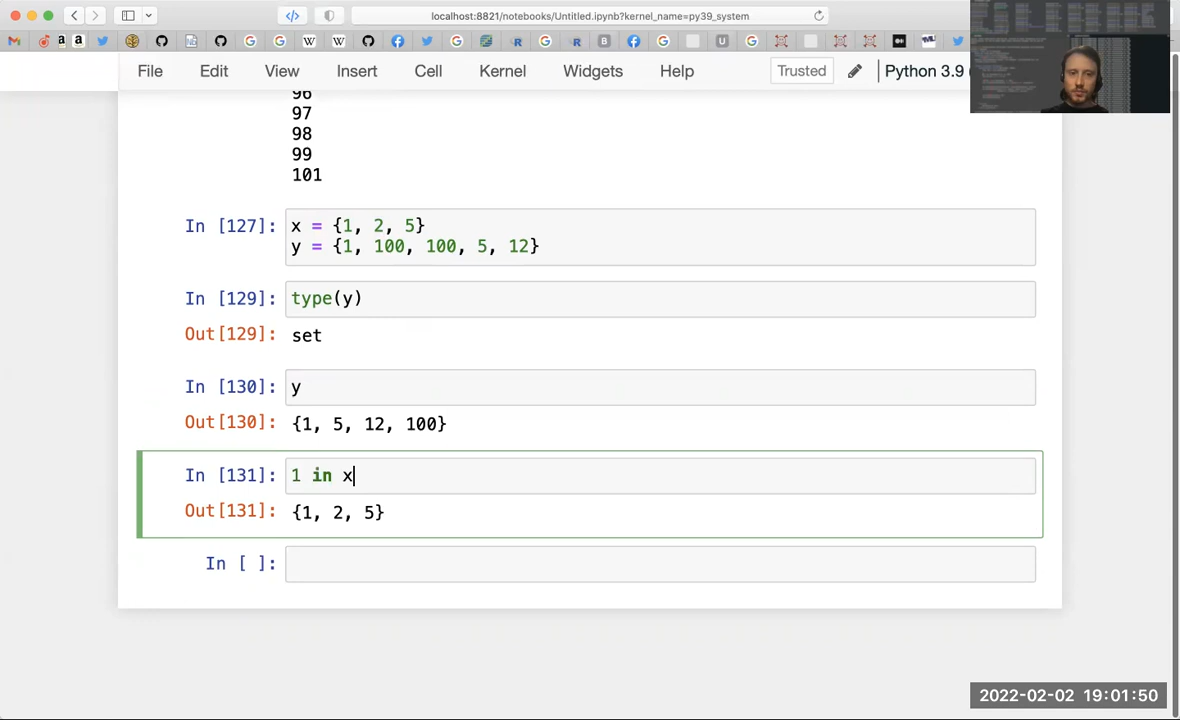 localhost:8821/notebooks/Untitled.ipynb?kernel_name=py39_system
File Edit View Insert Cell Kernel Widgets Help Trusted Python 3.9
96
97
98
99
101
In [127]: x = {1, 2, 5}
y = {1, 100, 100, 5, 12}
In [129]: type(y)
Out[129]: set
In [130]: y
Out[130]: {1, 5, 12, 100}
In [131]: 1 in x
Out[131]: {1, 2, 5}
In [ ]:
2022-02-02 19:01:50